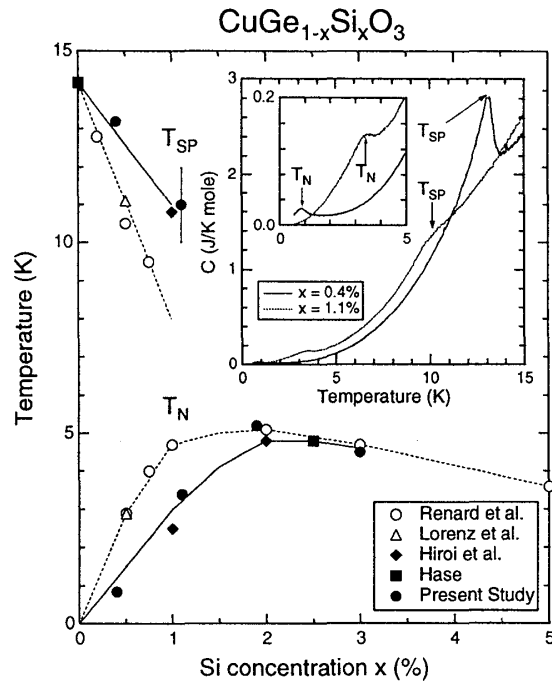 CuGe1-xSixO3
15
10
5
0
Temperature (K)
0
1
2
3
4
5
Si concentration x (%)
TSP
TN
3
2
1
0
C (J/K mole)
0
5
10
15
Temperature (K)
TSP
TSP
x = 0.4%
x = 1.1%
0.2
0.0
0
5
TN
TN
Renard et al.
Lorenz et al.
Hiroi et al.
Hase
Present Study